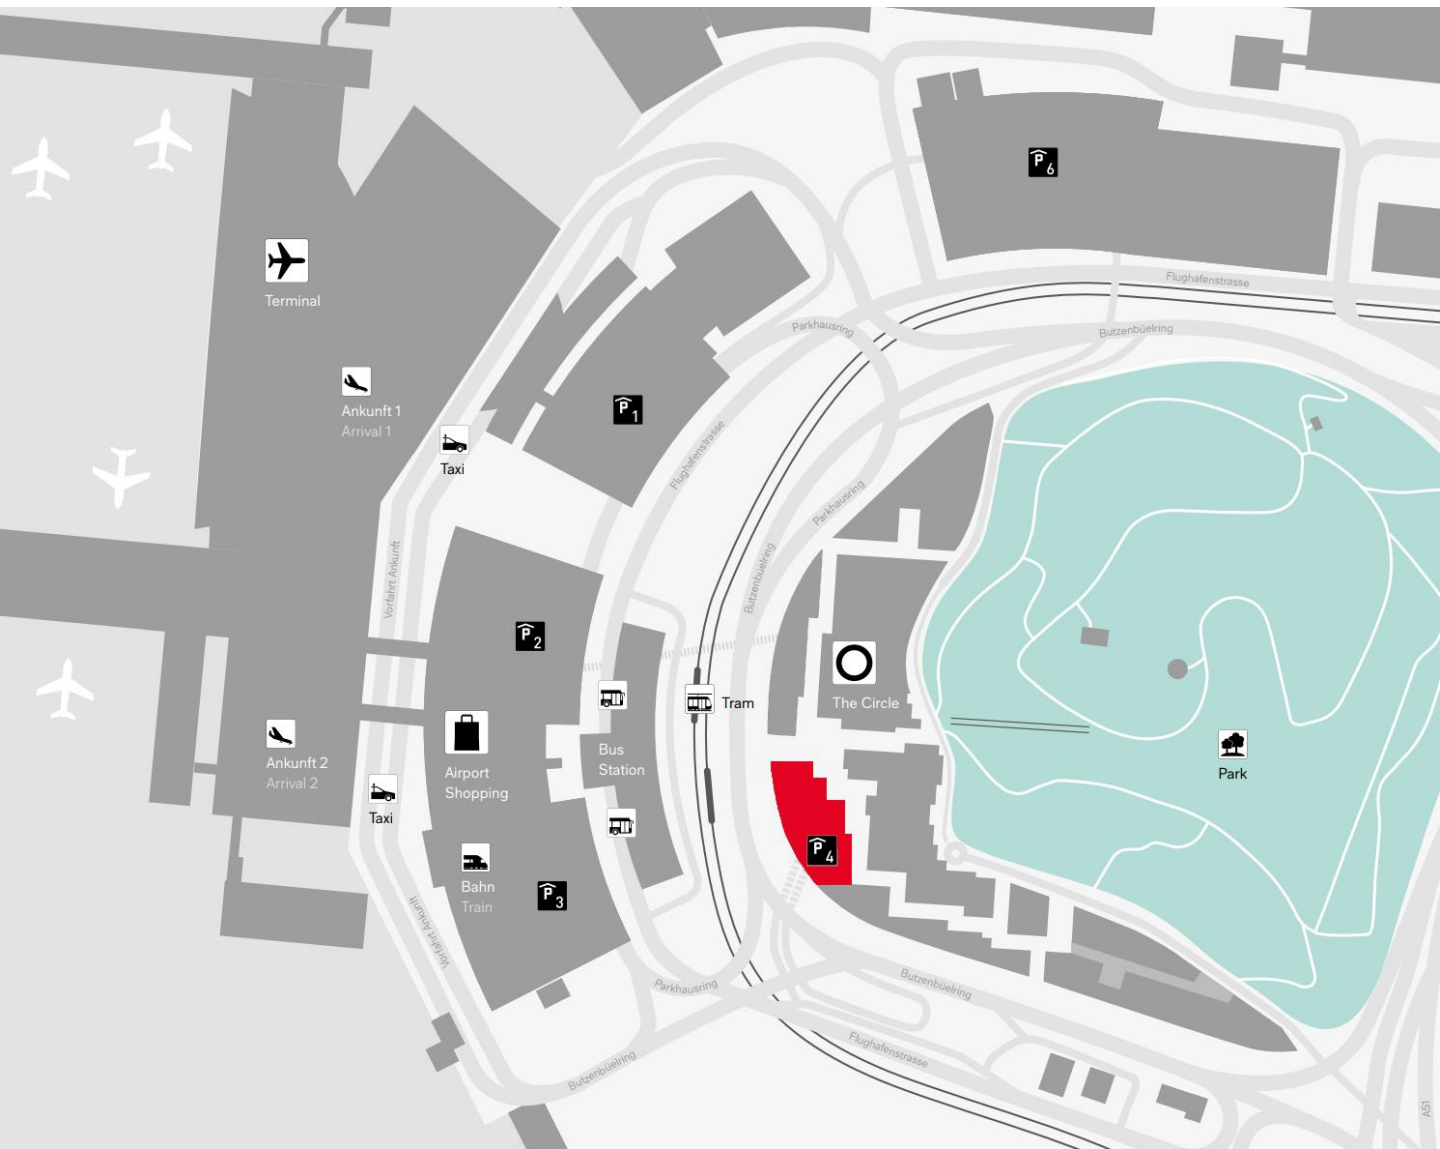 P6
Terminal
Flughafenstrasse
Parkhausring
Butzenbüelring
Ankunft 1
Arrival 1
P1
Taxi
Flughafenstrasse
Parkhausring
Vorfahrt Ankunft
Butzenbüelring
P2
The Circle
Tram
Bus
Station
Airport
Shopping
Ankunft 2
Arrival 2
Park
Taxi
P4
Bahn
Train
P3
Vorfahrt Ankunft
Parkhausring
Butzenbüelring
Flughafenstrasse
Butzenbüelring
A51